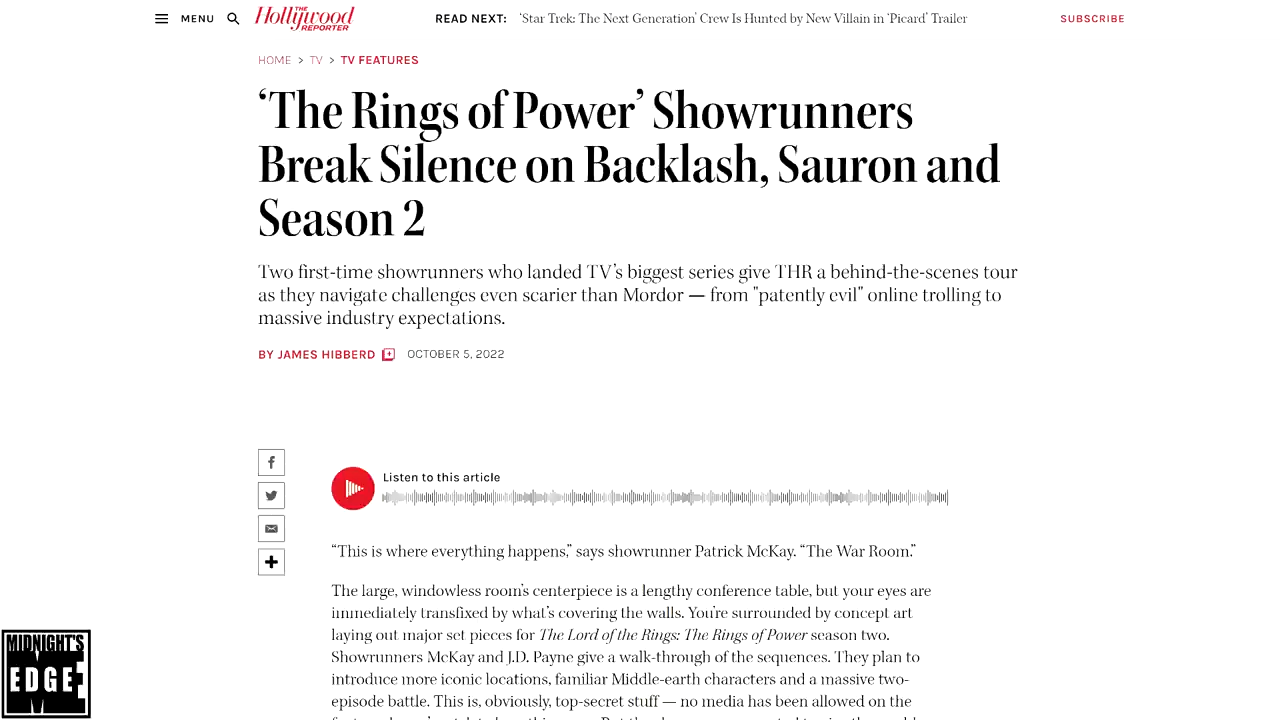 MENU
THE
Hollywood
REPORTER
READ NEXT: ‘Star Trek: The Next Generation’ Crew Is Hunted by New Villain in ‘Picard’ Trailer
SUBSCRIBE
HOME > TV > TV FEATURES
‘The Rings of Power’ Showrunners
Break Silence on Backlash, Sauron and
Season 2
Two first-time showrunners who landed TV’s biggest series give THR a behind-the-scenes tour
as they navigate challenges even scarier than Mordor — from "patently evil" online trolling to
massive industry expectations.
BY JAMES HIBBERD OCTOBER 5, 2022
Listen to this article
“This is where everything happens,” says showrunner Patrick McKay. “The War Room.”
The large, windowless room’s centerpiece is a lengthy conference table, but your eyes are
immediately transfixed by what’s covering the walls. You’re surrounded by concept art
laying out major set pieces for The Lord of the Rings: The Rings of Power season two.
Showrunners McKay and J.D. Payne give a walk-through of the sequences. They plan to
introduce more iconic locations, familiar Middle-earth characters and a massive two-
episode battle. This is, obviously, top-secret stuff — no media has been allowed on the
MIDNIGHT'S
EDGE